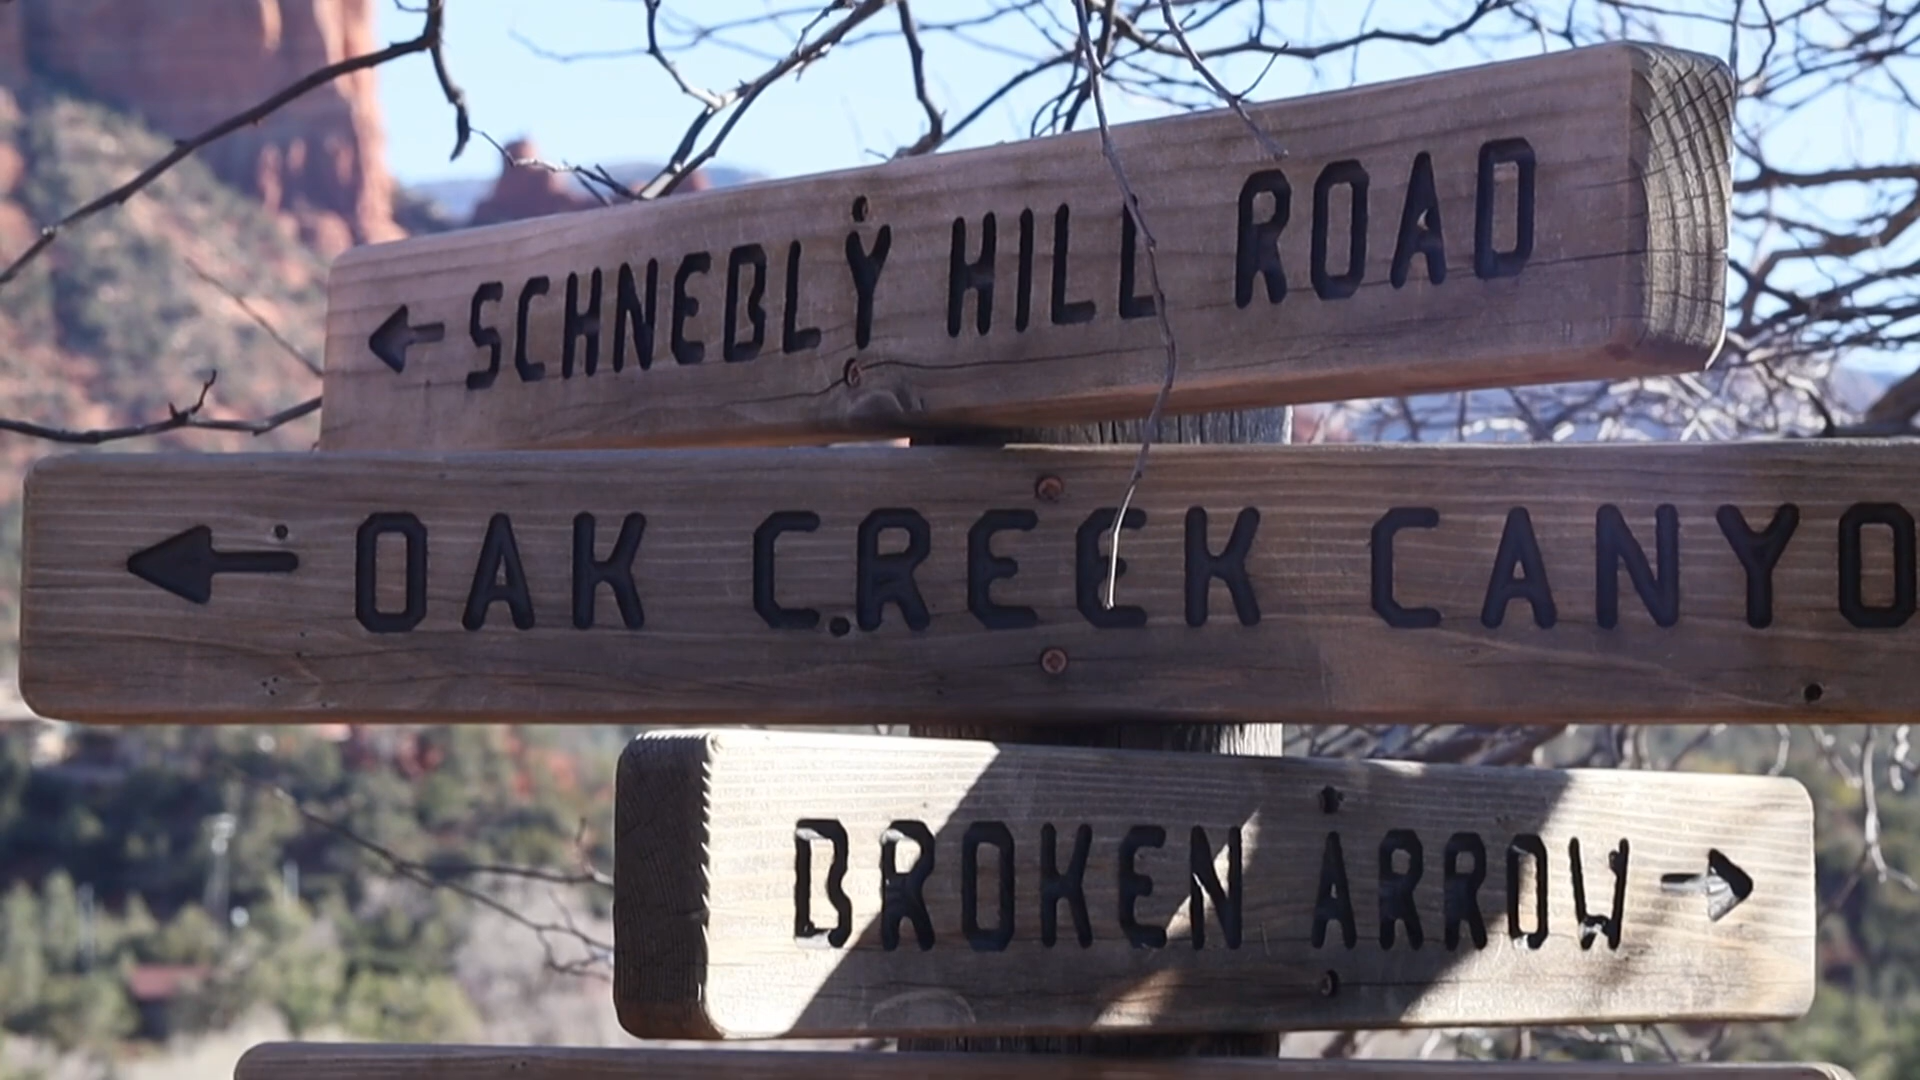 ← SCHNEBLY HILL ROAD
← OAK CREEK CANYO
BROKEN ARROW →